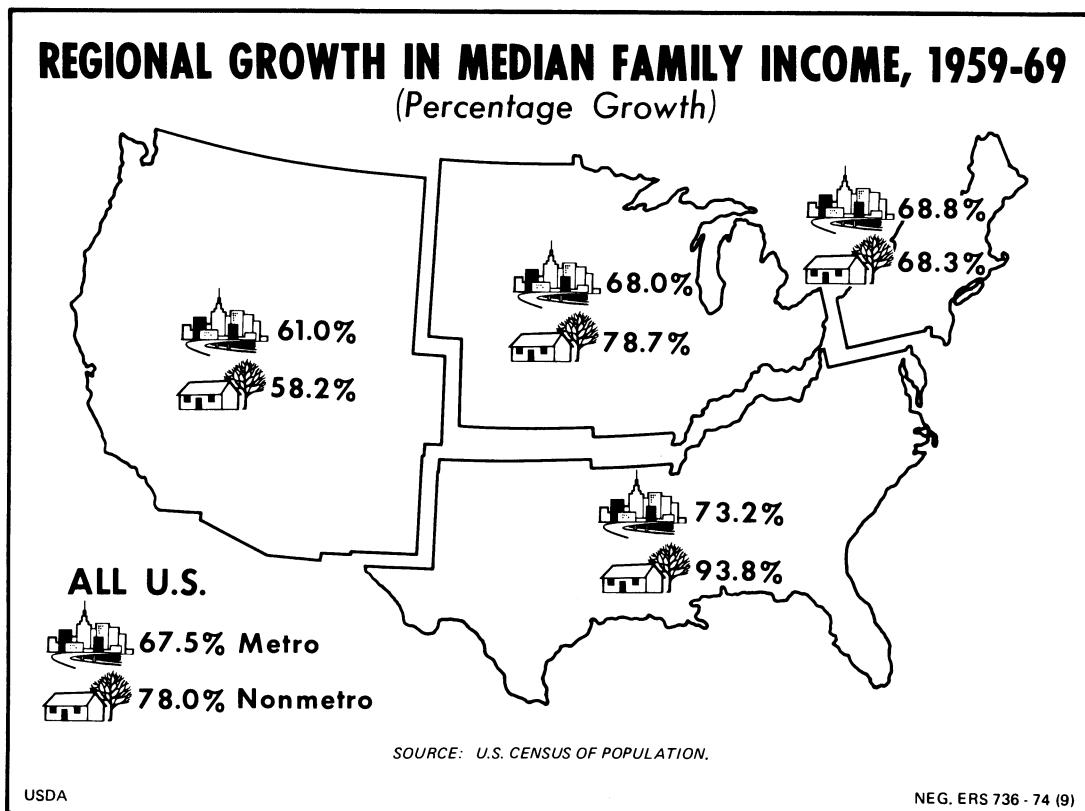 REGIONAL GROWTH IN MEDIAN FAMILY INCOME, 1959-69
(Percentage Growth)
68.8%
68.3%
68.0%
78.7%
61.0%
58.2%
73.2%
93.8%
ALL U.S.
67.5% Metro
78.0% Nonmetro
SOURCE: U.S. CENSUS OF POPULATION.
USDA
NEG. ERS 736 - 74 (9)